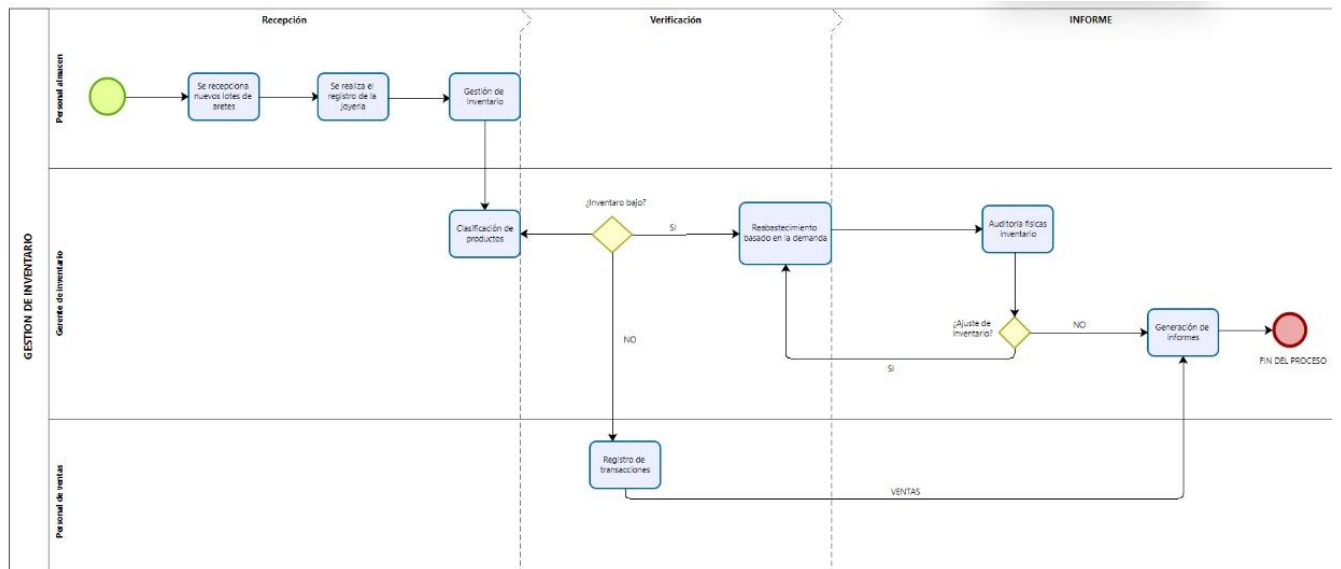 Recepción
Verificación
INFORME
GESTION DE INVENTARIO
Personal almacen
Se recepciona
nuevos lotes de
aretes
Se realiza el
registro de la
joyeria
Gestión de
Inventario
Gerente de inventario
Clasificación de
productos
¿Inventaro bajo?
SI
Reabastecimiento
basado en la demanda
Auditoria fisicas
inventario
NO
¿Ajuste de
inventario?
NO
SI
Generación de
informes
FIN DEL PROCESO
Personal de ventas
Registro de
transacciones
VENTAS